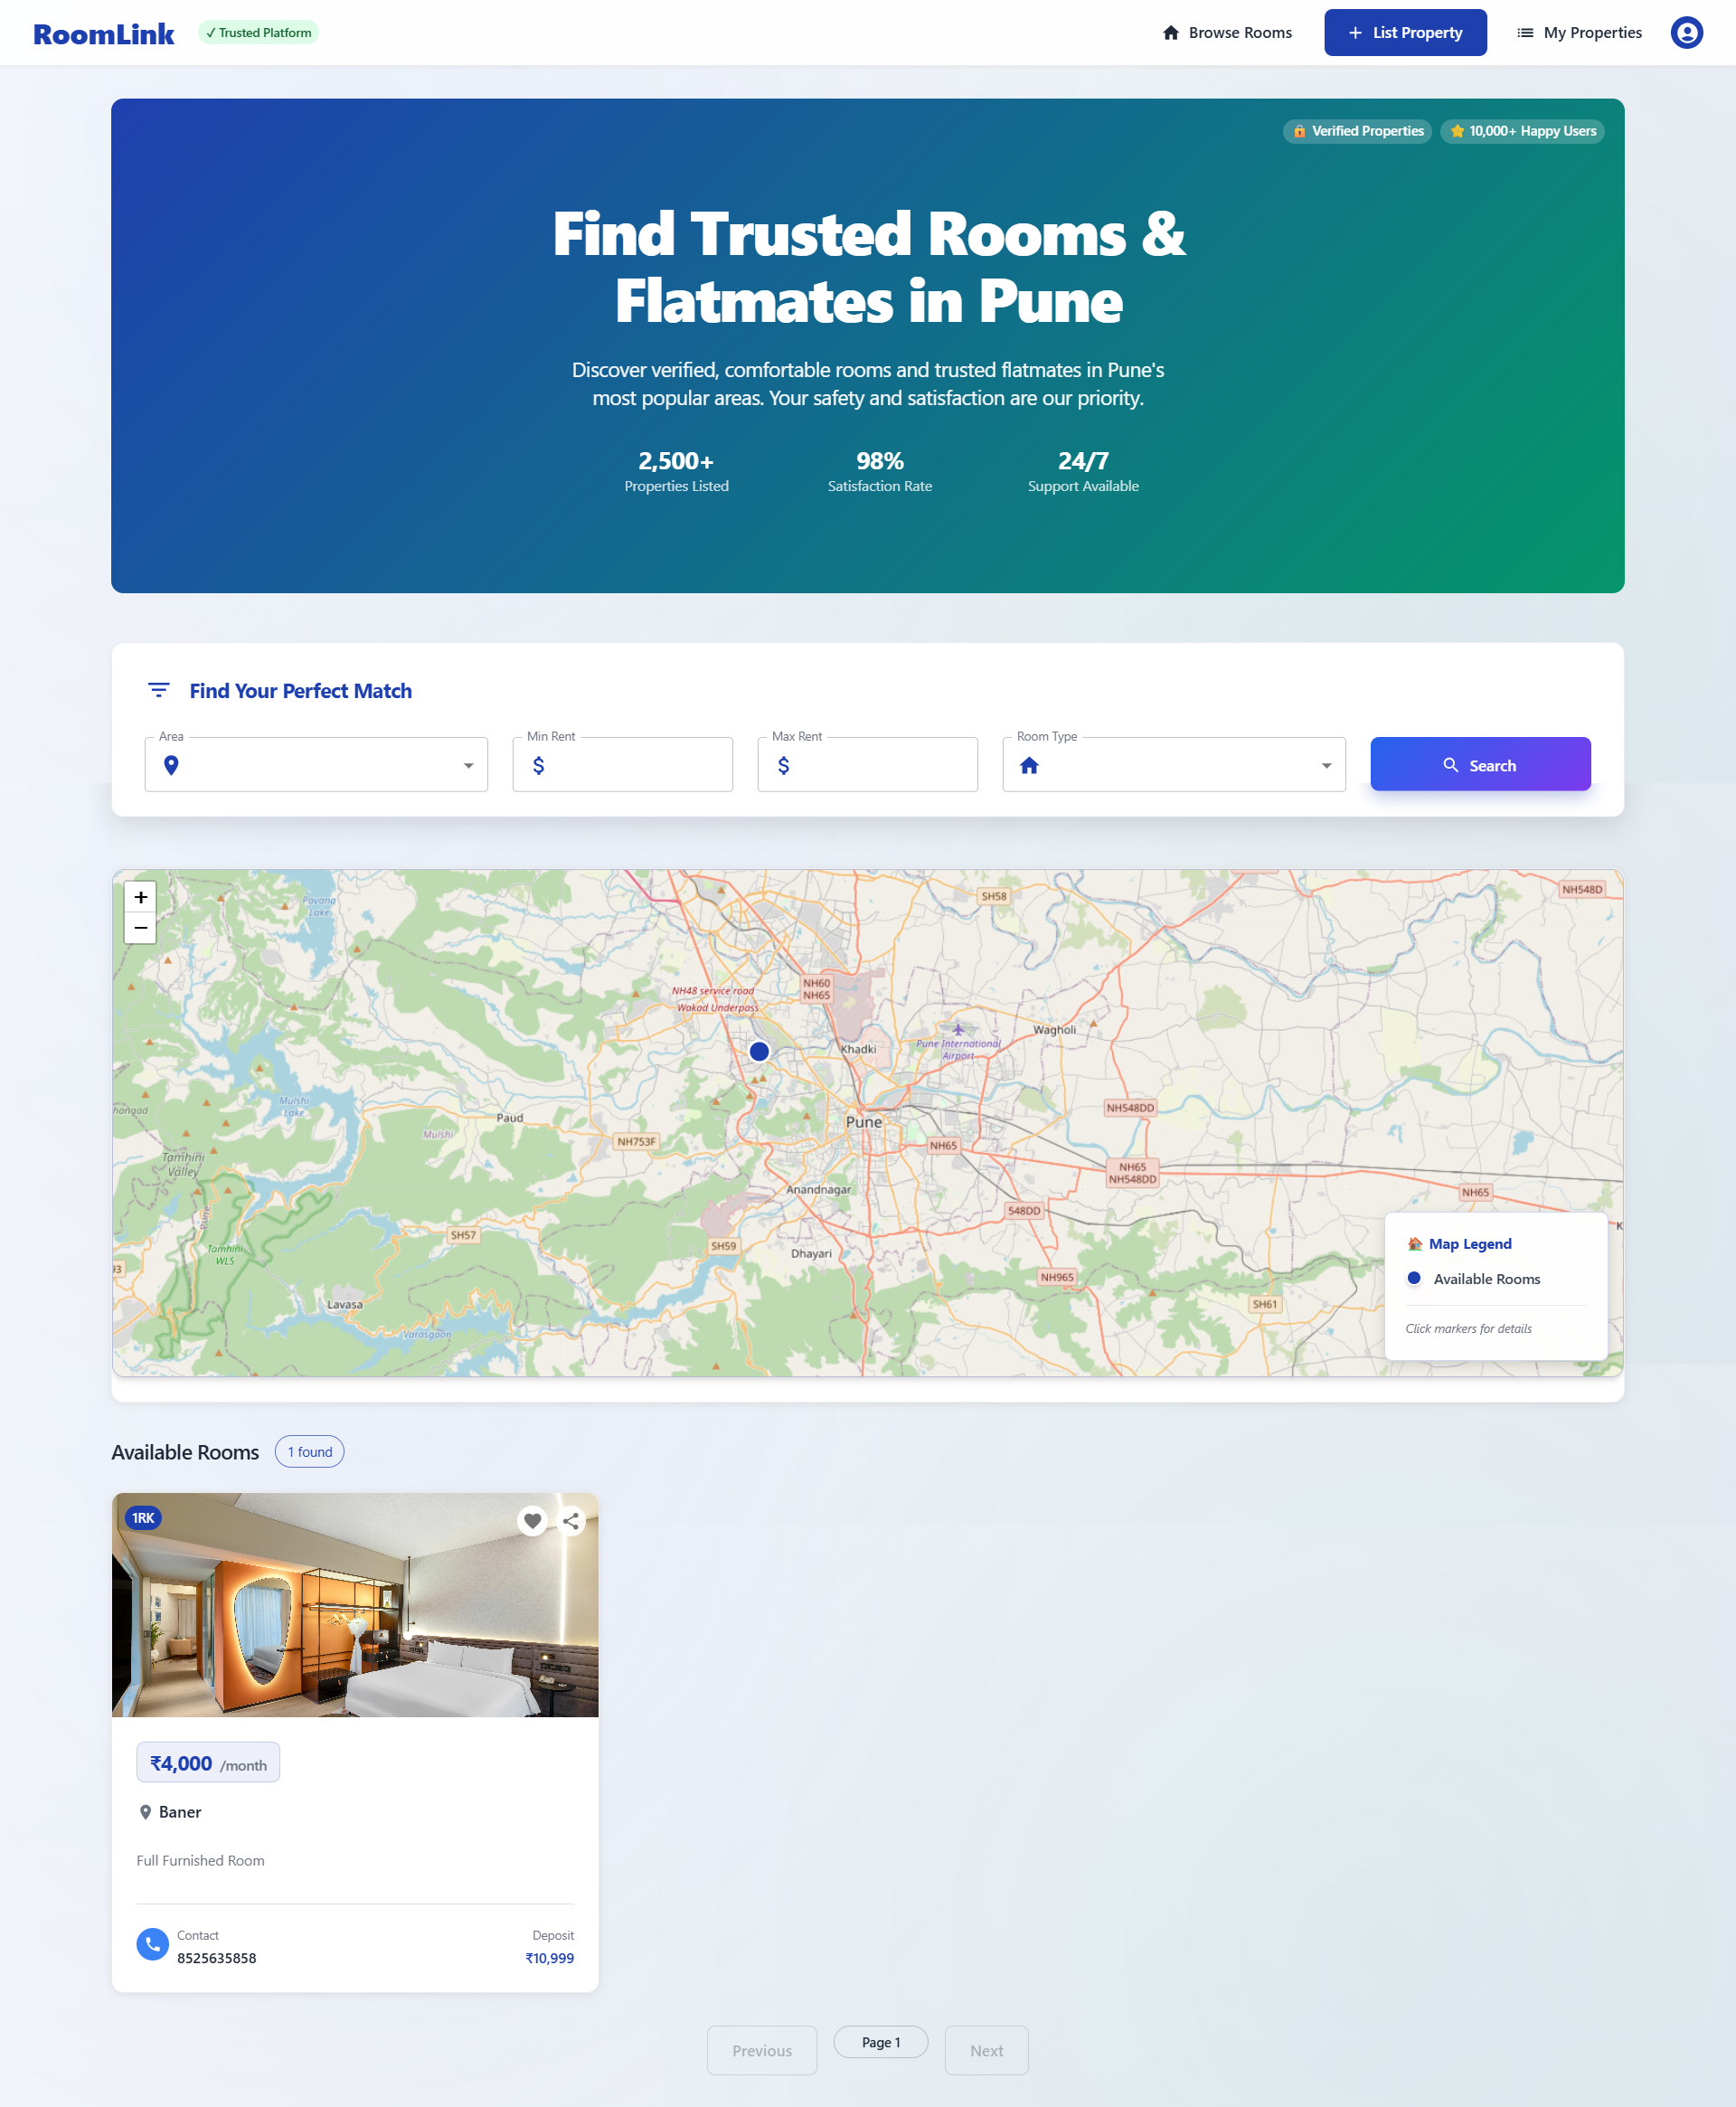 RoomLink
✓ Trusted Platform
Browse Rooms
+ List Property
My Properties
Verified Properties
10,000+ Happy Users
Find Trusted Rooms &
Flatmates in Pune
Discover verified, comfortable rooms and trusted flatmates in Pune's
most popular areas. Your safety and satisfaction are our priority.
2,500+
Properties Listed
98%
Satisfaction Rate
24/7
Support Available
Find Your Perfect Match
Area
Min Rent
$
Max Rent
$
Room Type
Search
+
−
Pavana
Lake
SH58
NH548D
NH48 service road
Wakad Underpass
NH60
NH65
Khadki
Pune International
Airport
Wagholi
Mulshi
Lake
hangad
Paud
Mulshi
NH753F
Pune
NH65
NH548DD
Tamhini
Valley
NH65
NH548DD
NH65
Anandnagar
548DD
Pune
SH57
SH59
Dhayari
Tamhini
WLS
93
NH965
SH61
Lavasa
Varasgaon
K
Map Legend
Available Rooms
Click markers for details
Available Rooms
1 found
1RK
₹4,000 /month
Baner
Full Furnished Room
Contact
8525635858
Deposit
₹10,999
Previous
Page 1
Next